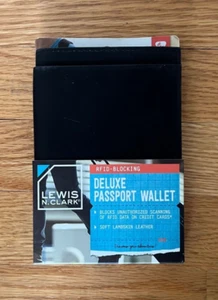 RFID-BLOCKING
LEWIS
N.CLARK
DELUXE
PASSPORT WALLET
BLOCKS UNAUTHORIZED SCANNING
OF RFID DATA ON CREDIT CARDS*
SOFT LAMBSKIN LEATHER